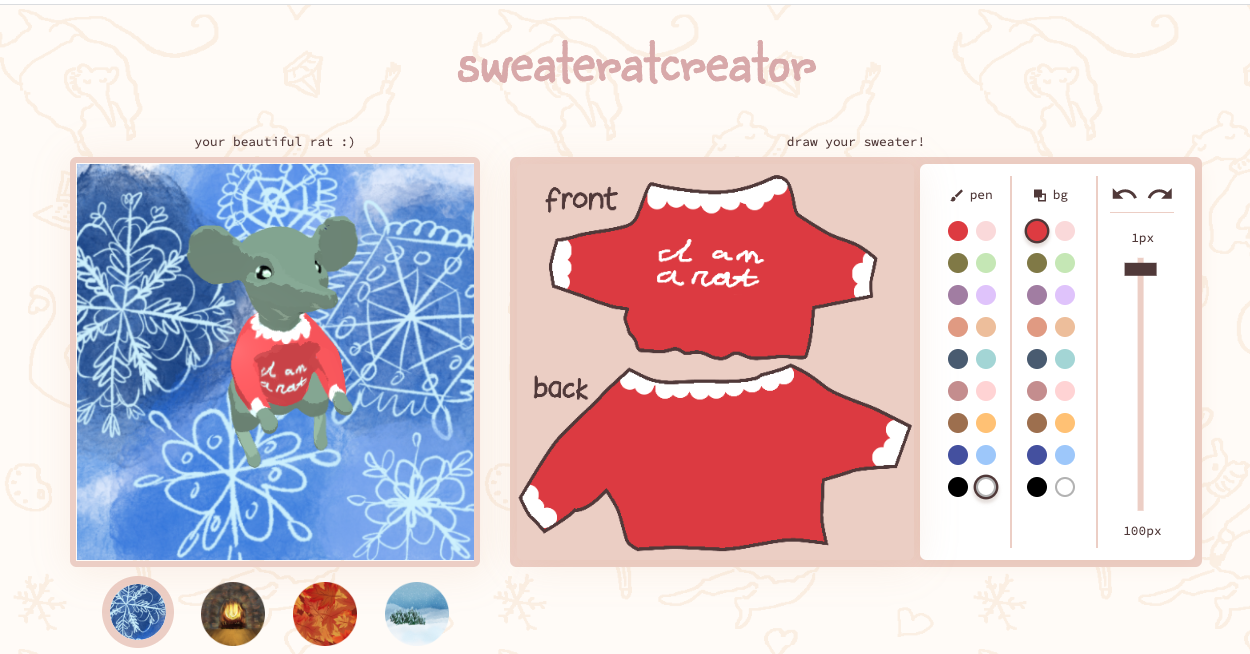 sweateratcreator
your beautiful rat :)
draw your sweater!
front
I am
a rat
back
I am
a rat
pen
bg
1px
100px